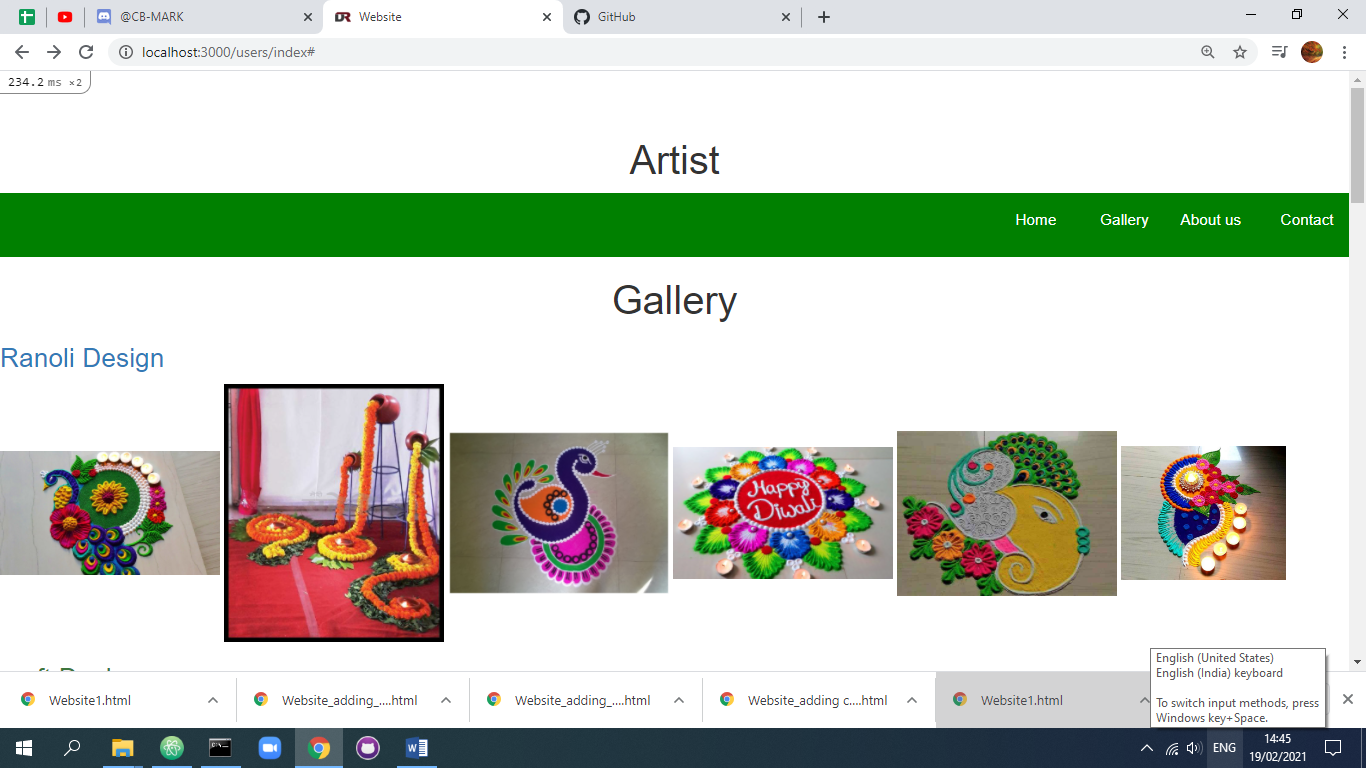 @CB-MARK
Website
GitHub
localhost:3000/users/index#
234.2 ms ×2
Artist
Home Gallery About us Contact
Gallery
Ranoli Design
Happy
Diwali
English (United States)
English (India) keyboard
To switch input methods, press
Windows key+Space.
Website1.html
Website_adding_....html
Website_adding_....html
Website_adding c....html
Website1.html
ENG
14:45
19/02/2021